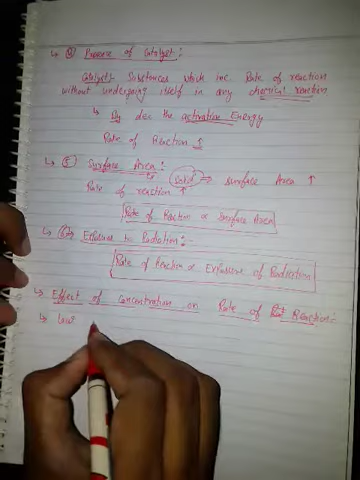 ↳ Presence of Catalyst :
Catalyst Substances which inc. Rate of reaction
without undergoing itself in any chemical reaction
↳ By dec the activation Energy
Rate of Reaction ↑
↳ (F) Surface Area :
Solid ⇒ surface Area ↑
Rate of reaction ↑
Rate of Reaction ∝ Surface Area
↳ Exposure to Radiation :-
Rate of Reaction ∝ Exposure of Radiation
↳ Effect of Concentration on Rate of Reaction:-
↳